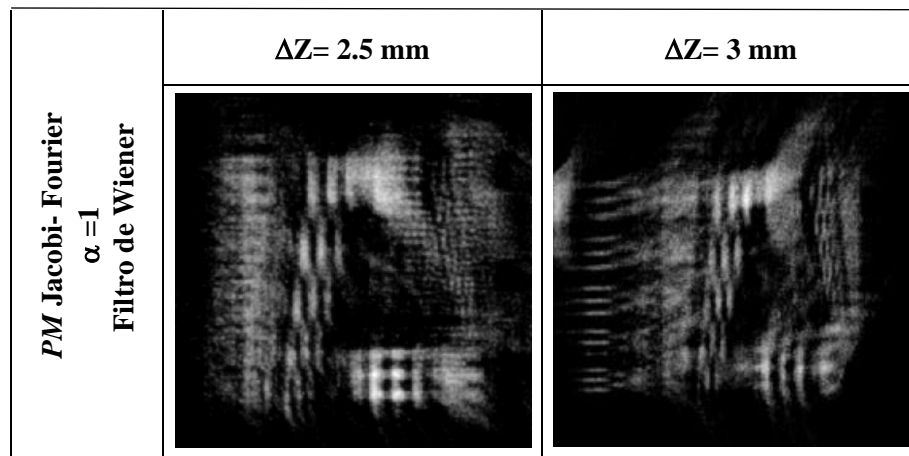 ΔZ= 2.5 mm
ΔZ= 3 mm
PM Jacobi- Fourier
α =1
Filtro de Wiener